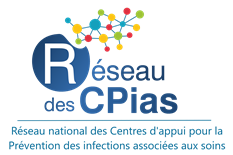 Réseau
des CPias
Réseau national des Centres d'appui pour la
Prévention des infections associées aux soins